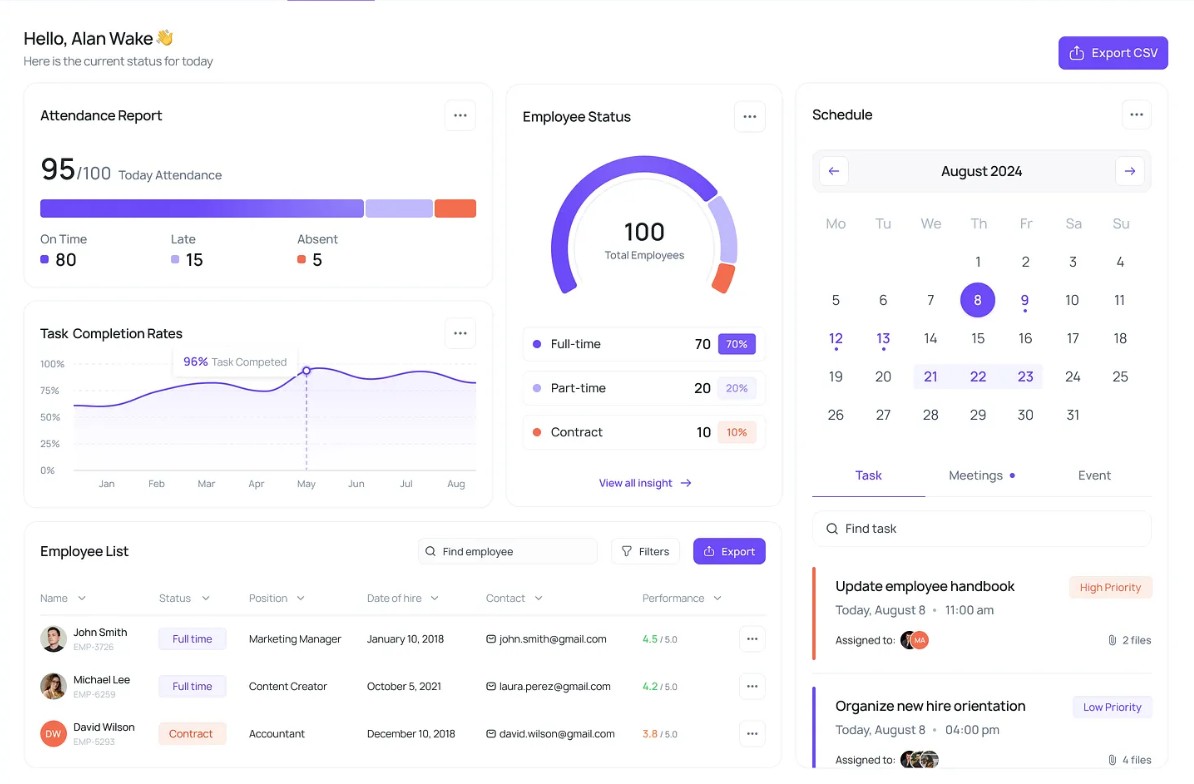 Hello, Alan Wake👋
Here is the current status for today
Export CSV
Attendance Report
95/100 Today Attendance
On Time
80
Late
15
Absent
5
Task Completion Rates
96% Task Competed
100%
75%
50%
25%
0%
Jan Feb Mar Apr May Jun Jul Aug
Employee Status
100
Total Employees
Full-time 70 70%
Part-time 20 20%
Contract 10 10%
View all insight →
Schedule
← August 2024 →
Mo Tu We Th Fr Sa Su
1 2 3 4
5 6 7 8 9 10 11
12 13 14 15 16 17 18
19 20 21 22 23 24 25
26 27 28 29 30 31
Task Meetings Event
Find task
Update employee handbook High Priority
Today, August 8 • 11:00 am
Assigned to: MA 2 files
Organize new hire orientation Low Priority
Today, August 8 • 04:00 pm
Assigned to: 4 files
Employee List
Find employee
Filters
Export
Name Status Position Date of hire Contact Performance
John Smith
EMP-3726
Full time Marketing Manager January 10, 2018 john.smith@gmail.com 4.5 / 5.0
Michael Lee
EMP-6259
Full time Content Creator October 5, 2021 laura.perez@gmail.com 4.2 / 5.0
DW David Wilson
EMP-5293
Contract Accountant December 10, 2018 david.wilson@gmail.com 3.8 / 5.0